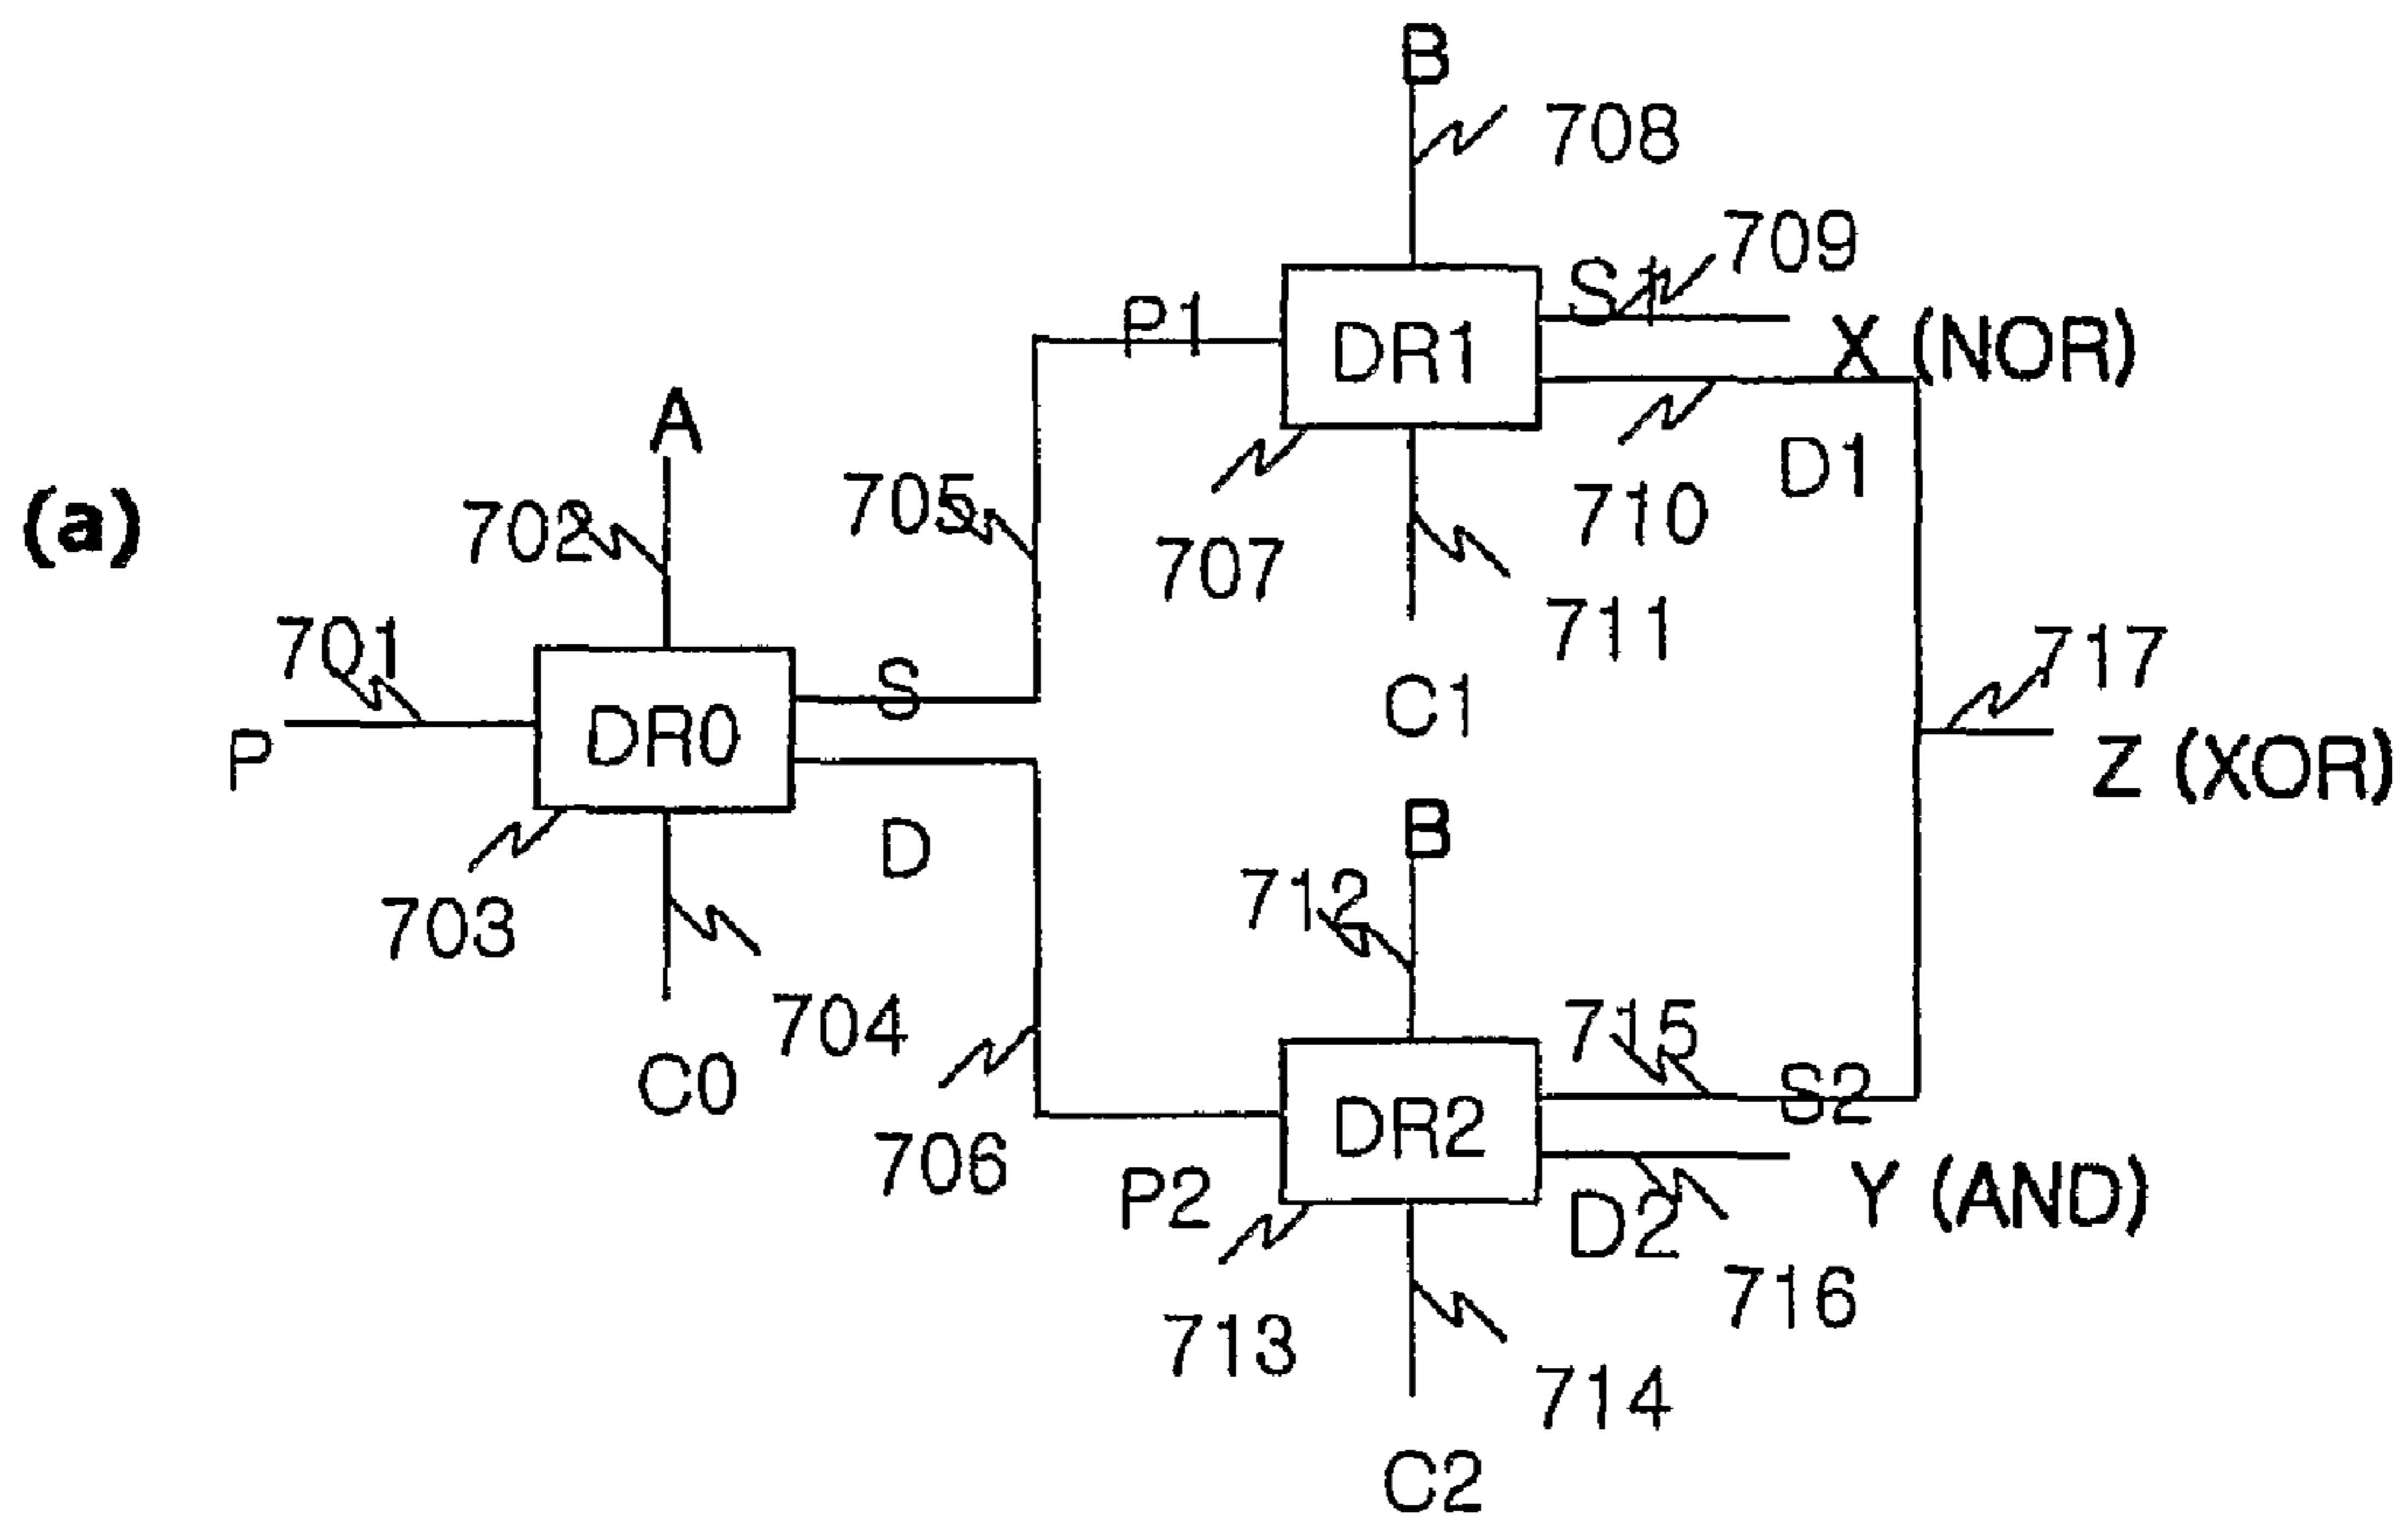 B
708
709
S1
P1
DR1
X (NOR)
A
D1
702
705
710
(a)
707
711
701
717
S
C1
P
DR0
Z (XOR)
B
D
712
703
704
715
C0
S2
DR2
706
P2
D2
Y (AND)
716
713
714
C2